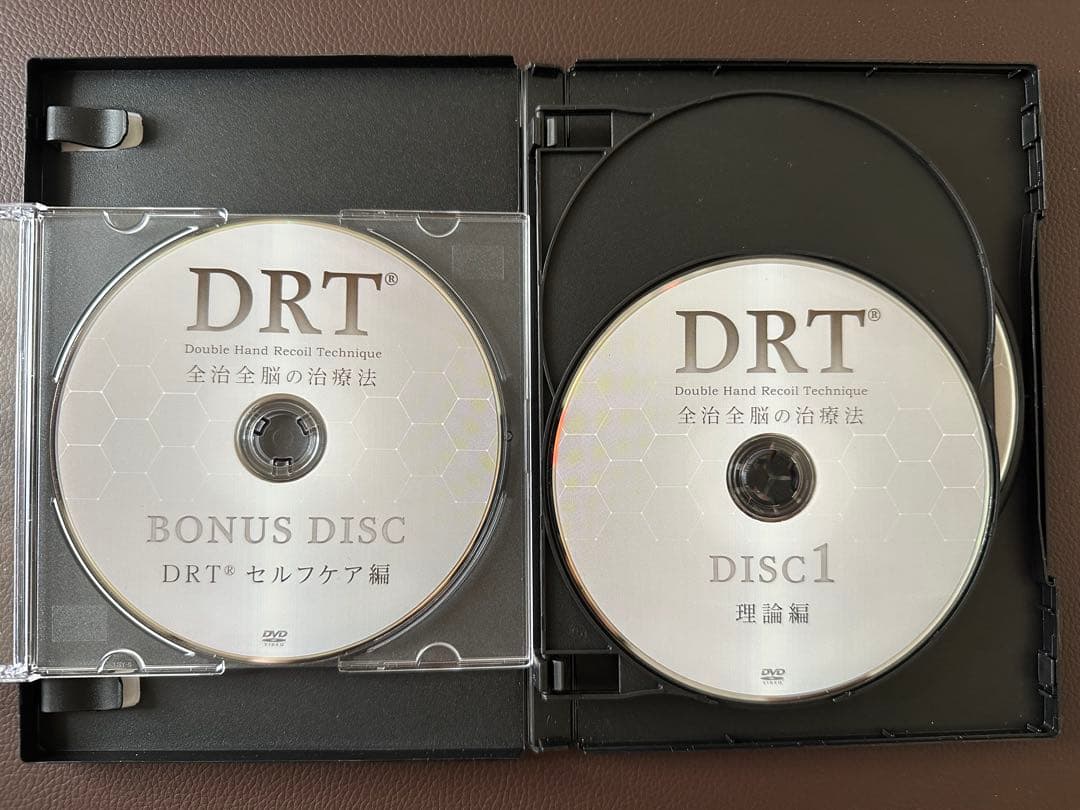 DRT®
Double Hand Recoil Technique
全治全脳の治療法
BONUS DISC
DRT® セルフケア編
DVD
VIDEO
DRT®
Double Hand Recoil Technique
全治全脳の治療法
DISC1
理論編
DVD
VIDEO